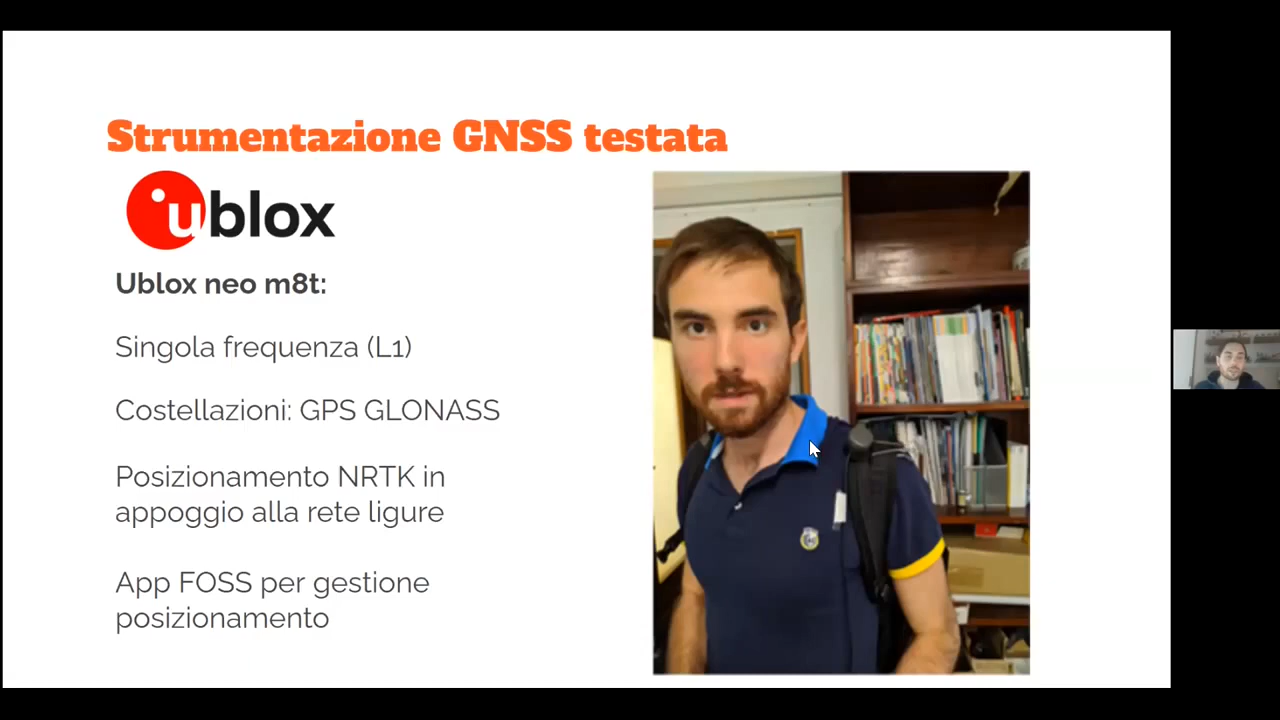 Strumentazione GNSS testata
ublox
Ublox neo m8t:
Singola frequenza (L1)
Costellazioni: GPS GLONASS
Posizionamento NRTK in
appoggio alla rete ligure
App FOSS per gestione
posizionamento